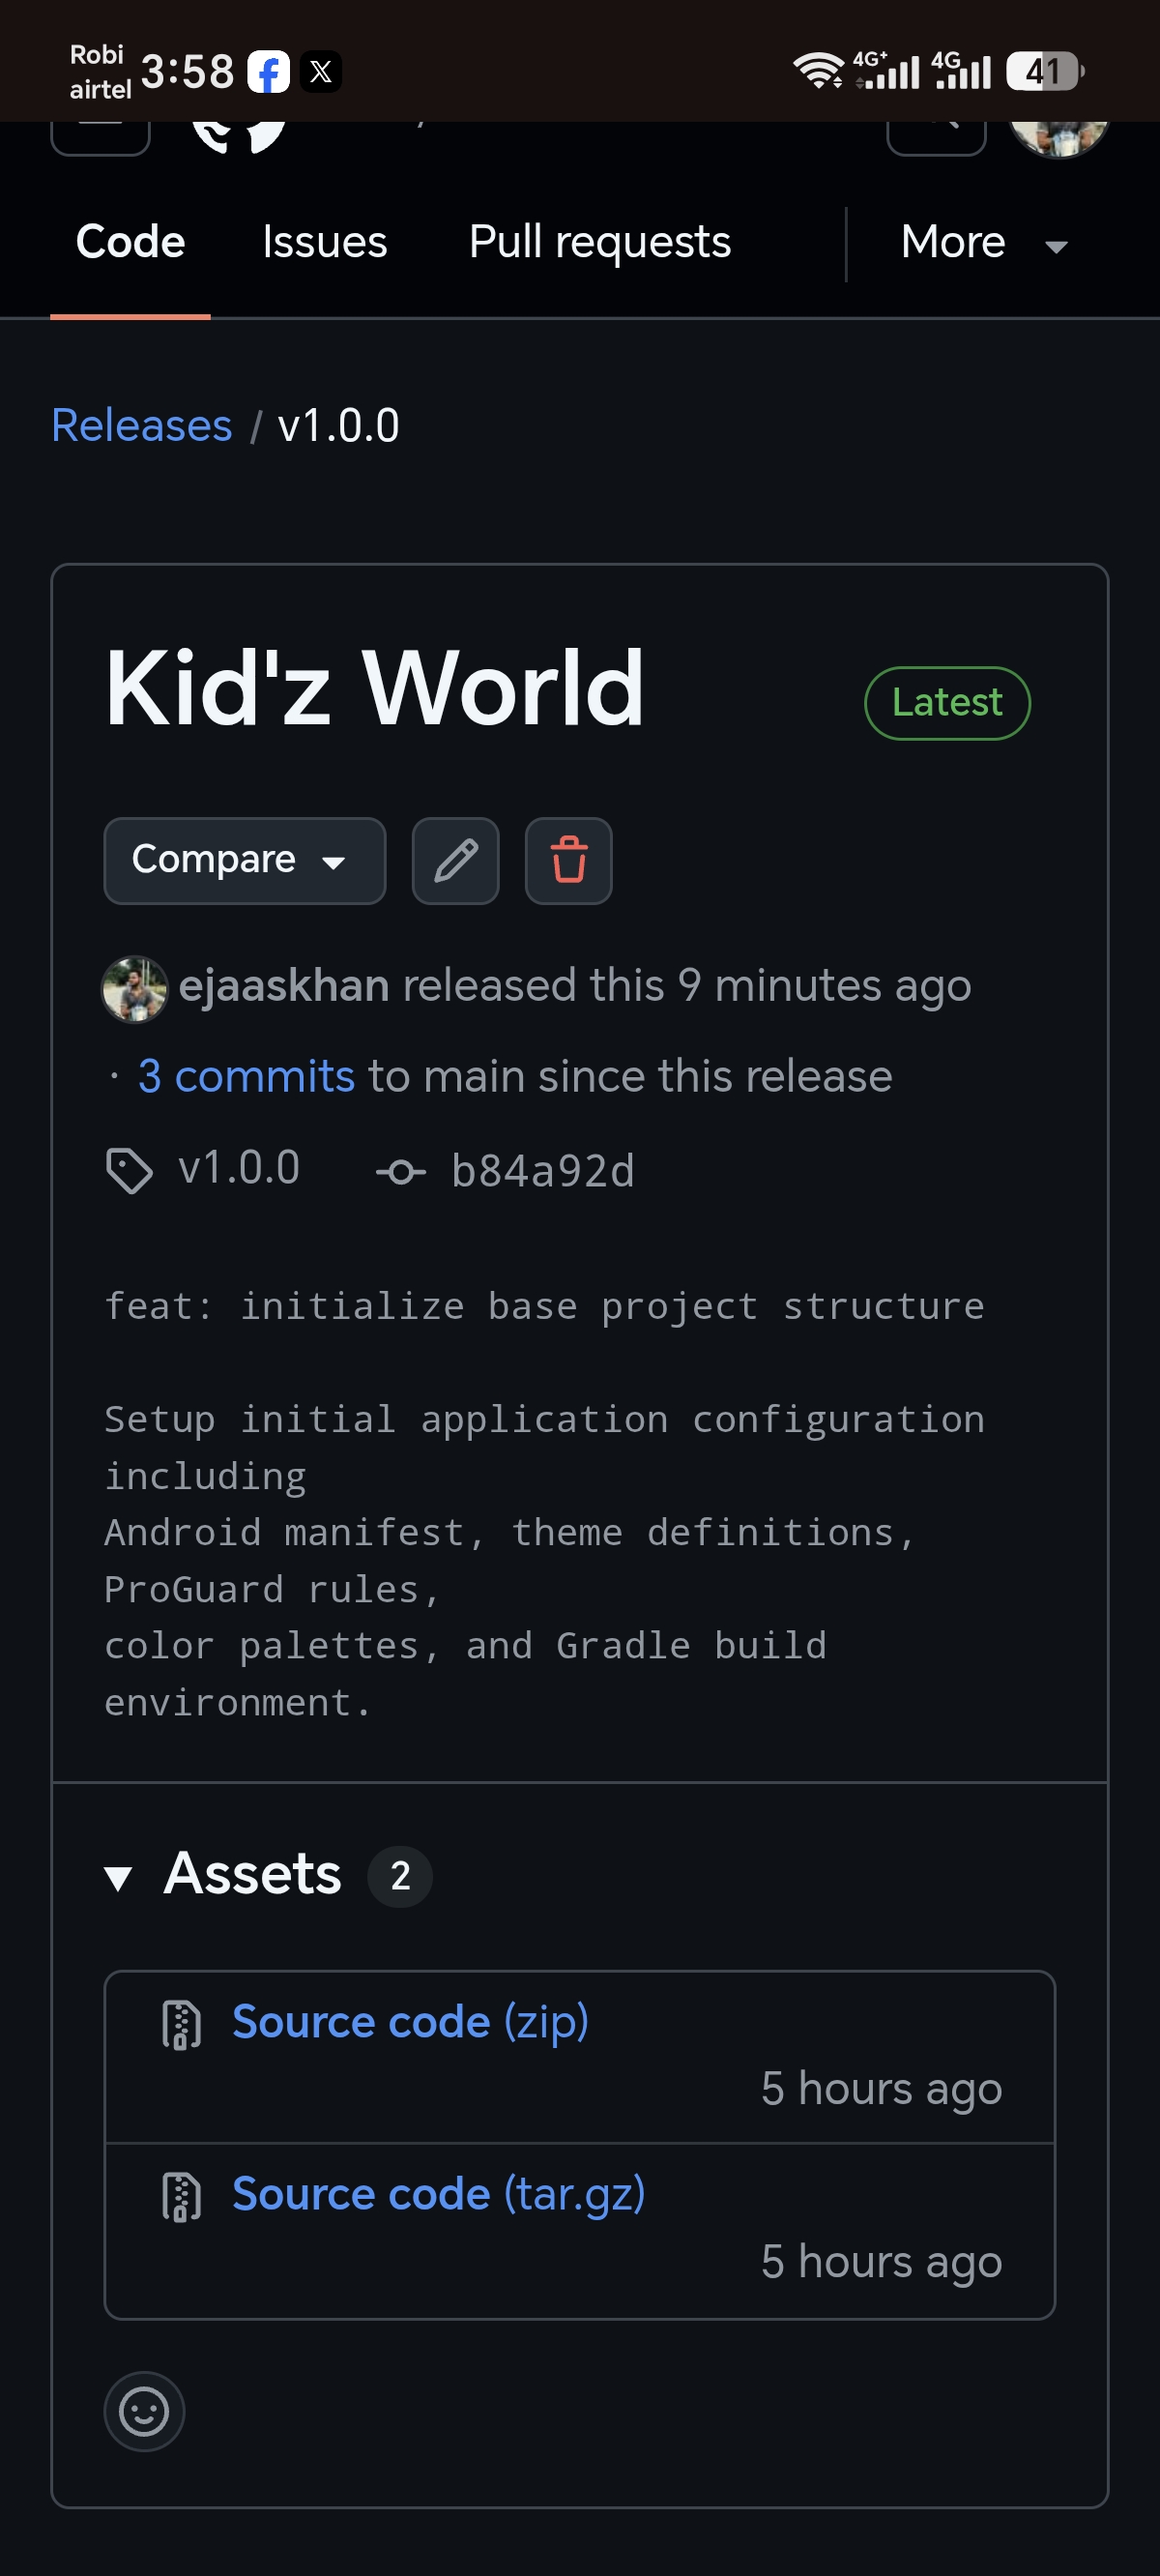 Robi
airtel
3:58
4G+
4G
41
Code
Issues
Pull requests
More
Releases / v1.0.0
Kid'z World
Latest
Compare
ejaaskhan released this 9 minutes ago
· 3 commits to main since this release
v1.0.0
b84a92d
feat: initialize base project structure
Setup initial application configuration
including
Android manifest, theme definitions,
ProGuard rules,
color palettes, and Gradle build
environment.
Assets
2
Source code (zip)
5 hours ago
Source code (tar.gz)
5 hours ago